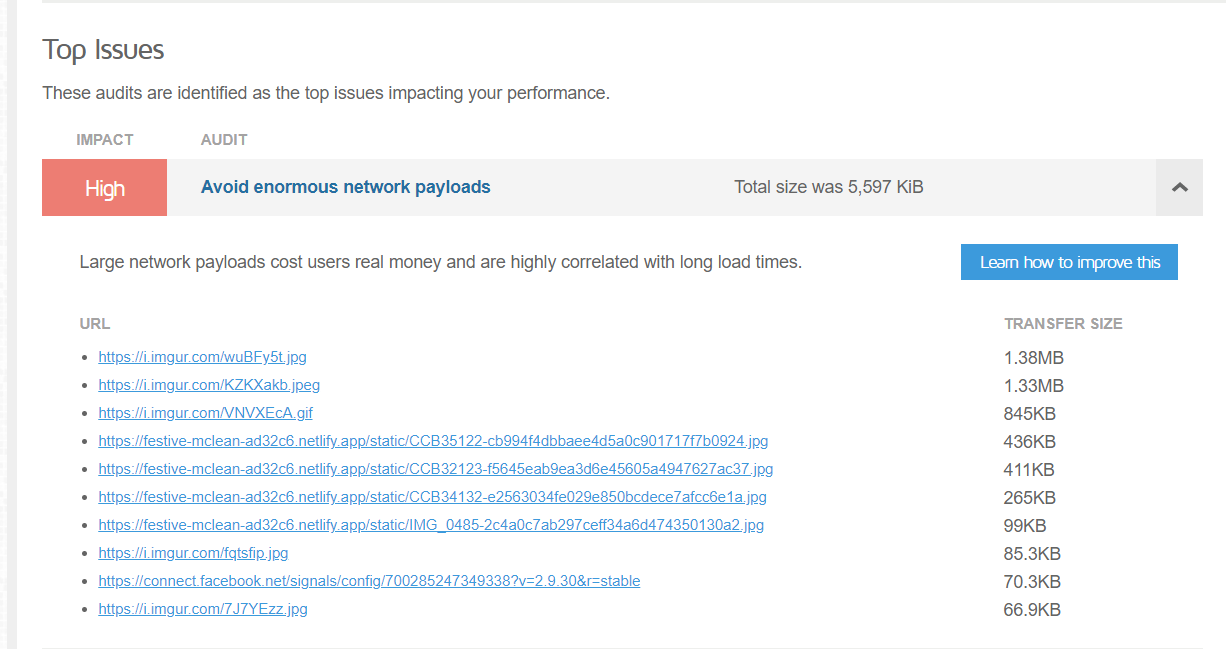 Top Issues
These audits are identified as the top issues impacting your performance.
IMPACT AUDIT
High Avoid enormous network payloads Total size was 5,597 KiB
Large network payloads cost users real money and are highly correlated with long load times. Learn how to improve this
URL TRANSFER SIZE
https://i.imgur.com/wuBFy5t.jpg 1.38MB
https://i.imgur.com/KZKXakb.jpeg 1.33MB
https://i.imgur.com/VNVXEcA.gif 845KB
https://festive-mclean-ad32c6.netlify.app/static/CCB35122-cb994f4dbbaee4d5a0c901717f7b0924.jpg 436KB
https://festive-mclean-ad32c6.netlify.app/static/CCB32123-f5645eab9ea3d6e45605a4947627ac37.jpg 411KB
https://festive-mclean-ad32c6.netlify.app/static/CCB34132-e2563034fe029e850bcdece7afcc6e1a.jpg 265KB
https://festive-mclean-ad32c6.netlify.app/static/IMG_0485-2c4a0c7ab297ceff34a6d474350130a2.jpg 99KB
https://i.imgur.com/fqtsfip.jpg 85.3KB
https://connect.facebook.net/signals/config/700285247349338?v=2.9.30&r=stable 70.3KB
https://i.imgur.com/7J7YEzz.jpg 66.9KB